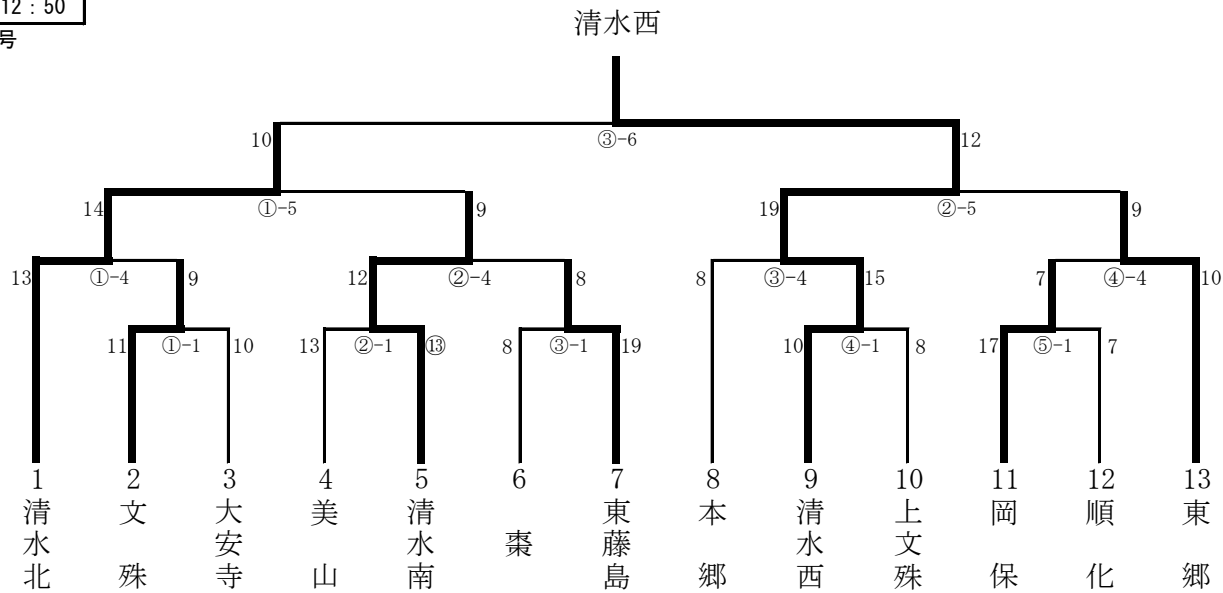 12：50
号
清水西
10 ③-6 12
14 ①-5 9 19 ②-5 9
13 ①-4 9 12 ②-4 8 8 ③-4 15 7 ④-4 10
11 ①-1 10 13 ②-1 ⑬ 8 ③-1 19 10 ④-1 8 17 ⑤-1 7
1 2 3 4 5 6 7 8 9 10 11 12 13
清水北
文殊
大安寺
美山
清水南
棗
東藤島
本郷
清水西
上文殊
岡保
順化
東郷